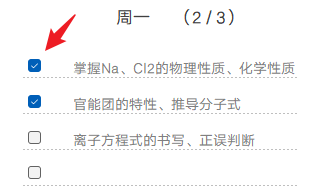 周一 （2/3）
掌握Na、Cl2的物理性质、化学性质
官能团的特性、推导分子式
离子方程式的书写、正误判断